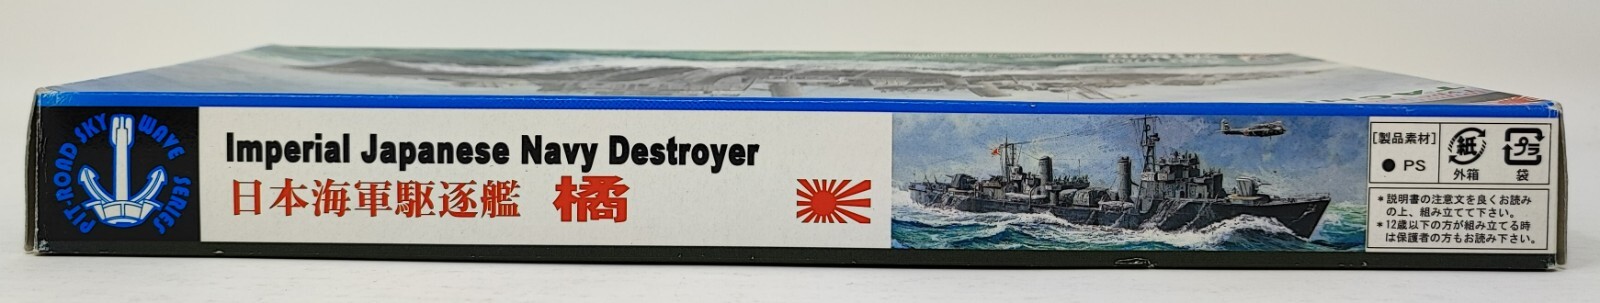 PIT-ROAD SKY WAVE SERIES
Imperial Japanese Navy Destroyer
日本海軍駆逐艦 橘
[製品素材]
● PS
紙
外箱
プラ
袋
*説明書の注意文を良くお読み
の上、組み立てて下さい。
*12歳以下の方が組み立てる時
は保護者の方もお読み下さい。